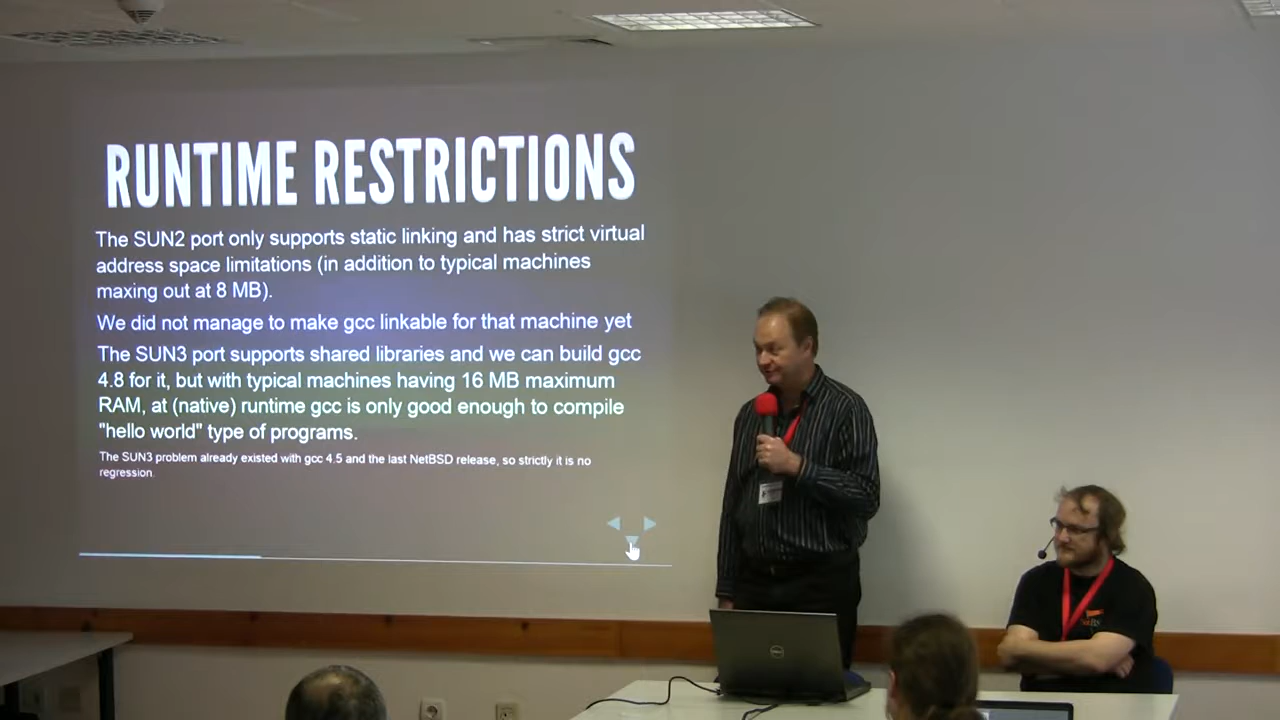 RUNTIME RESTRICTIONS
The SUN2 port only supports static linking and has strict virtual
address space limitations (in addition to typical machines
maxing out at 8 MB).
We did not manage to make gcc linkable for that machine yet
The SUN3 port supports shared libraries and we can build gcc
4.8 for it, but with typical machines having 16 MB maximum
RAM, at (native) runtime gcc is only good enough to compile
"hello world" type of programs.
The SUN3 problem already existed with gcc 4.5 and the last NetBSD release, so strictly it is no
regression.
DELL